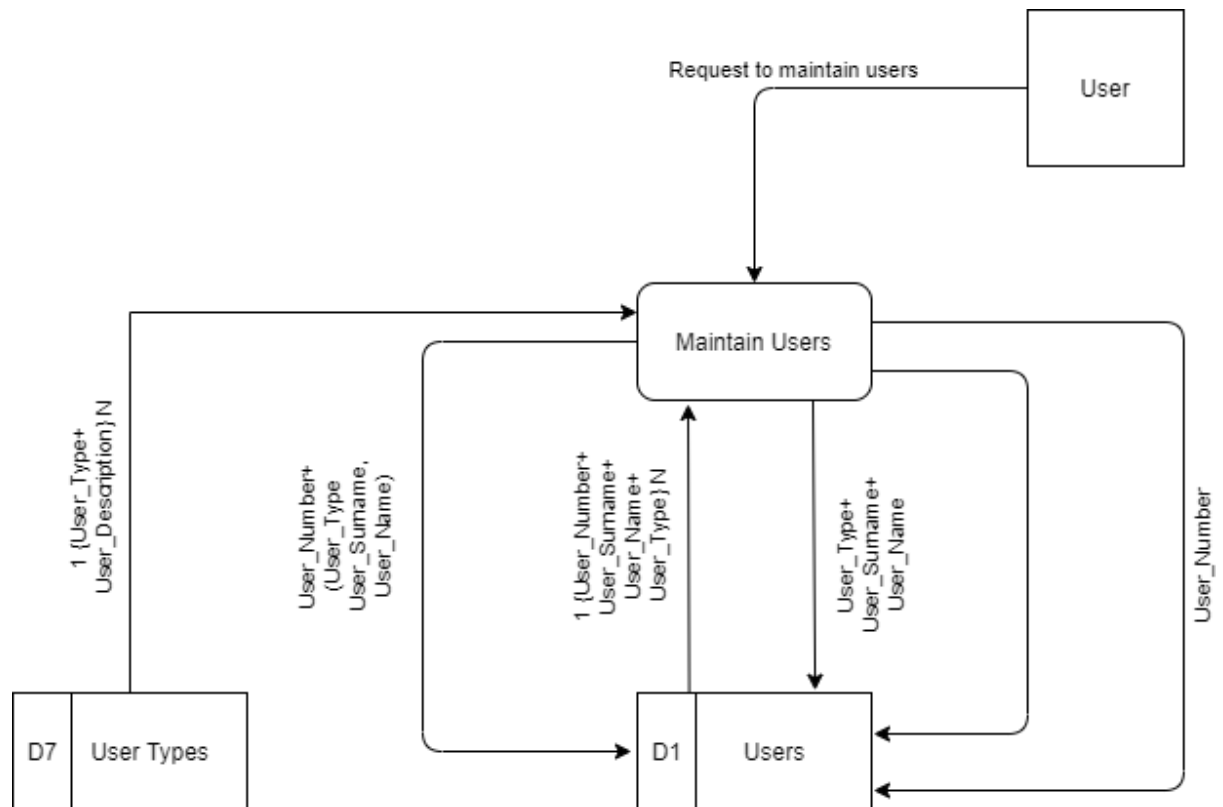 Request to maintain users
User
Maintain Users
1 {User_Type+
User_Description} N
User_Number+
(User_Type
User_Surname,
User_Name)
1 {User_Number+
User_Surname+
User_Name+
User_Type} N
User_Type+
User_Surname+
User_Name
User_Number
D7
User Types
D1
Users